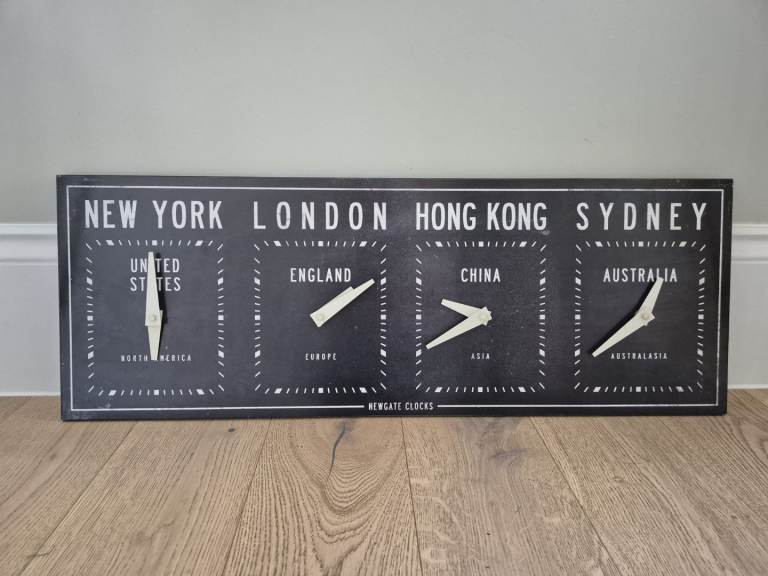 NEW YORK
LONDON
HONG KONG
SYDNEY
UNITED
STATES
ENGLAND
CHINA
AUSTRALIA
NORTH AMERICA
EUROPE
ASIA
AUSTRALASIA
NEWGATE CLOCKS